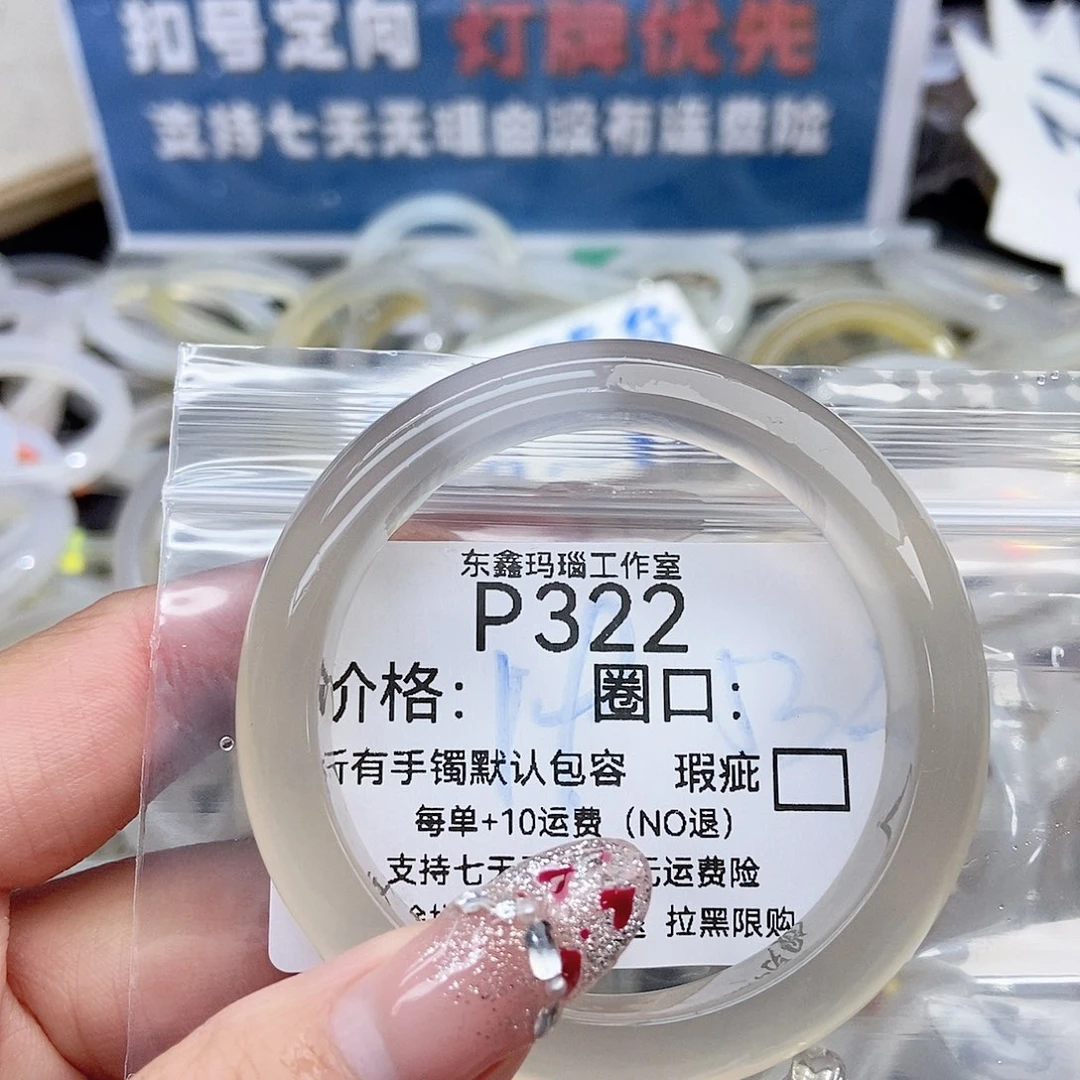 扣号定向 灯牌优先
支持七天无理由没有运费险
东鑫玛瑙工作室
P322
价格： 圈口：
所有手镯默认包容 瑕疵
每单+10运费（NO退）
支持七天 无运费险
拉黑限购